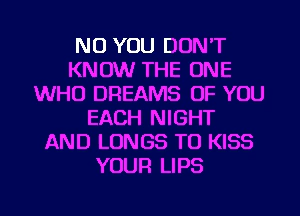 NO YOU DON'T
KNOW THE ONE
WHO DREAMS OF YOU
EACH NIGHT
AND LONGS TO KISS
YOUR LIPS